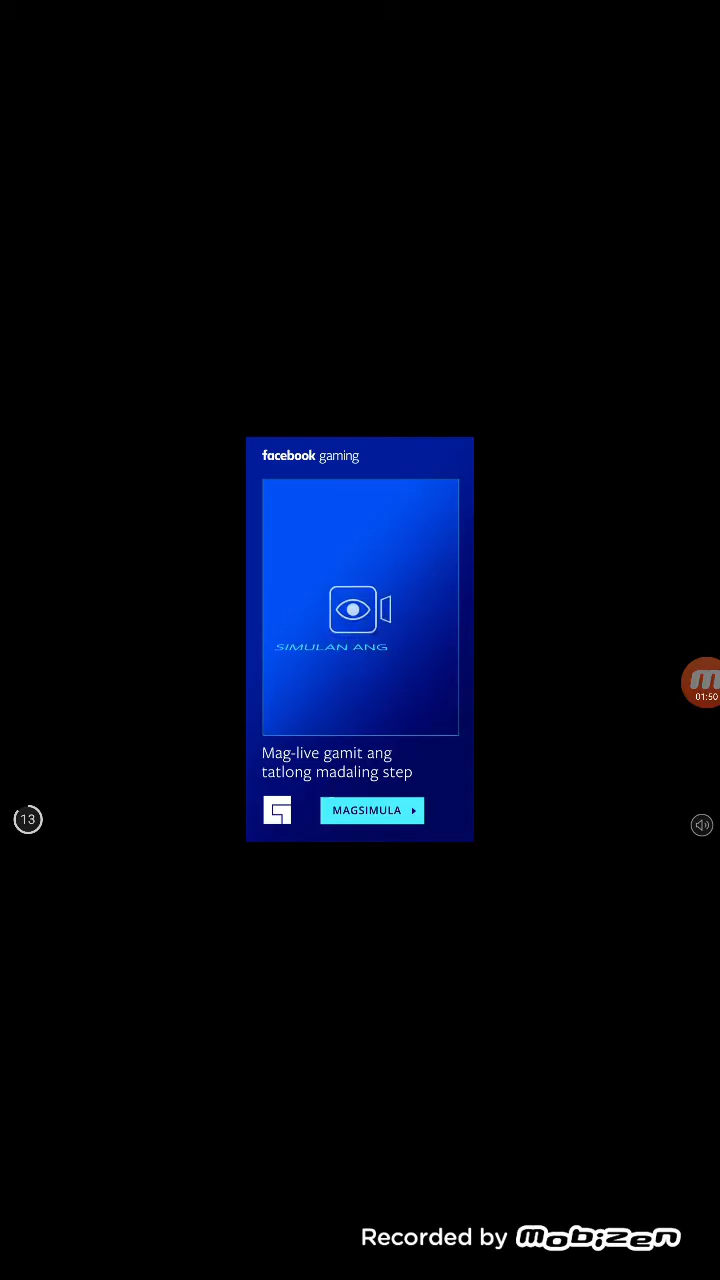 facebook gaming
SIMULAN ANG
Mag-live gamit ang
tatlong madaling step
MAGSIMULA
01:50
13
Recorded by mobizen